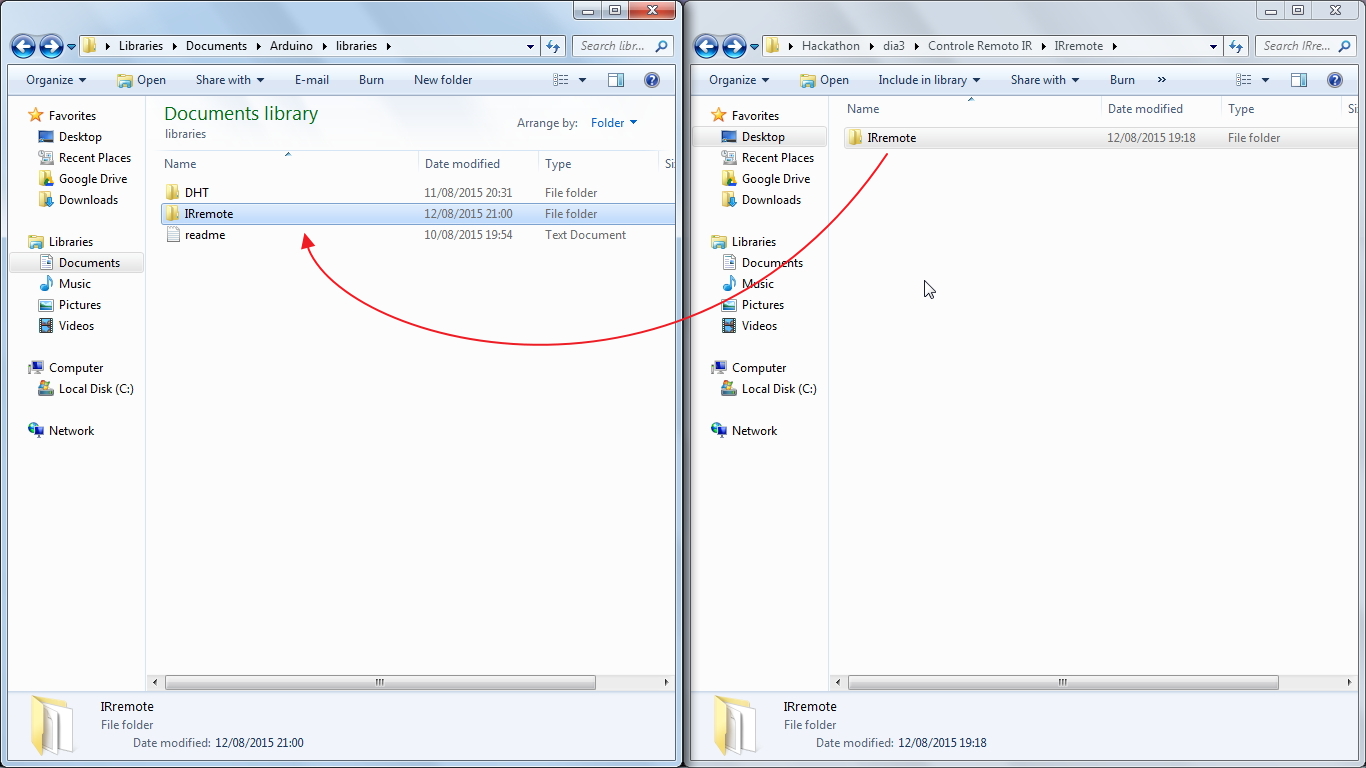 Libraries Documents Arduino libraries
Search libr...
Organize Open Share with E-mail Burn New folder
Favorites
Desktop
Recent Places
Google Drive
Downloads
Libraries
Documents
Music
Pictures
Videos
Computer
Local Disk (C:)
Network
Documents library
libraries
Arrange by: Folder
Name Date modified Type Si
DHT 11/08/2015 20:31 File folder
IRremote 12/08/2015 21:00 File folder
readme 10/08/2015 19:54 Text Document
IRremote
File folder
Date modified: 12/08/2015 21:00
Hackathon dia3 Controle Remoto IR IRremote
Search IRre...
Organize Open Include in library Share with Burn »
Favorites
Desktop
Recent Places
Google Drive
Downloads
Libraries
Documents
Music
Pictures
Videos
Computer
Local Disk (C:)
Network
Name Date modified Type Si
IRremote 12/08/2015 19:18 File folder
IRremote
File folder
Date modified: 12/08/2015 19:18